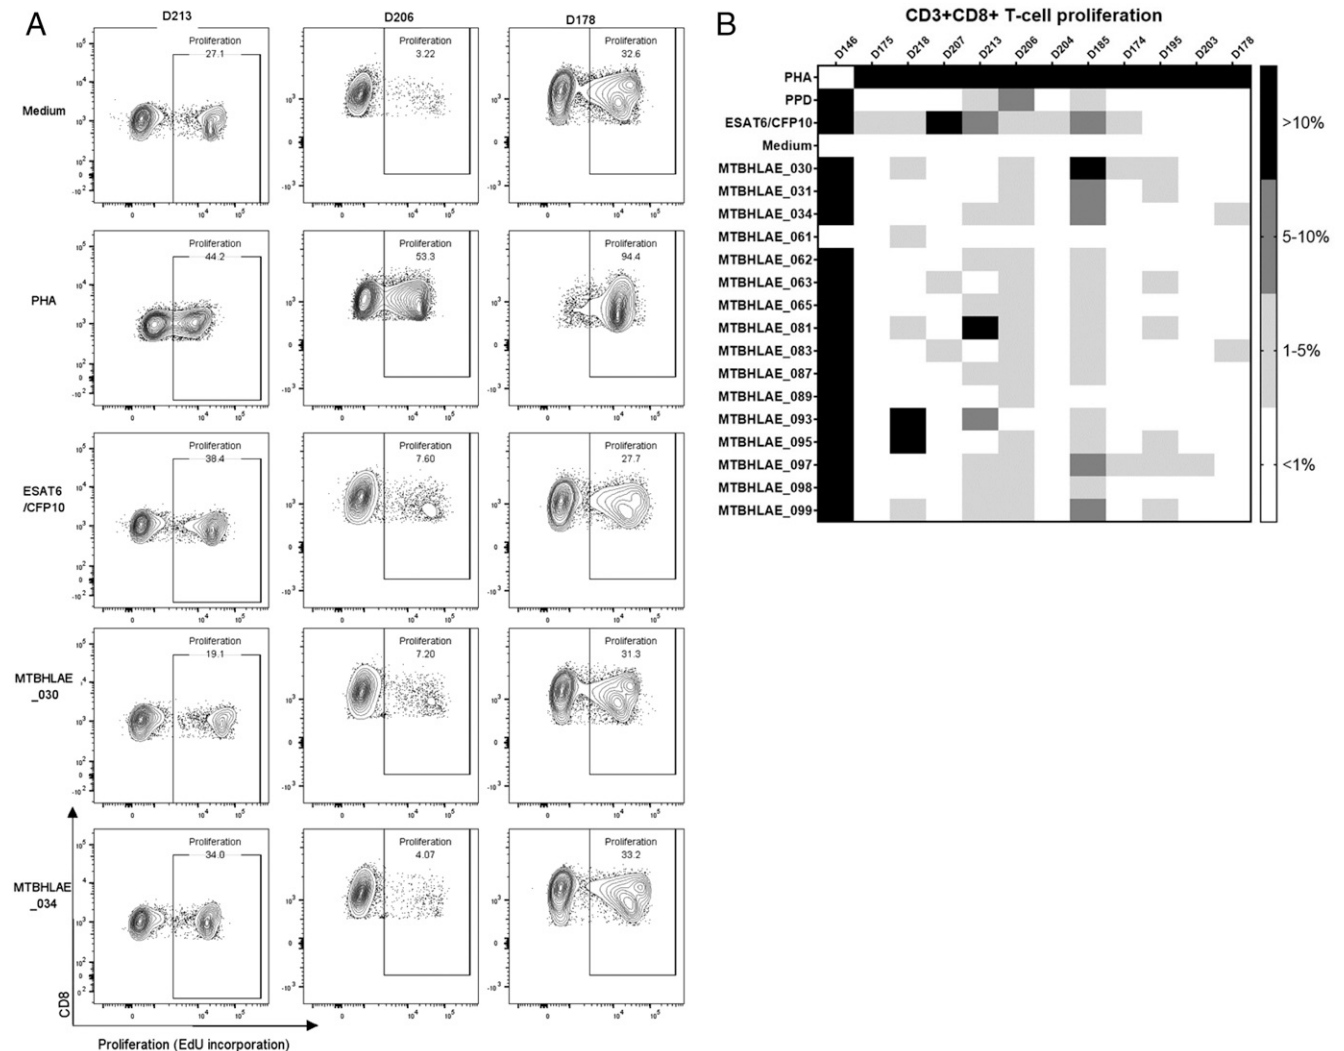 A
D213
D206
D178
Medium
Proliferation
27.1
Proliferation
3.22
Proliferation
32.6
PHA
Proliferation
44.2
Proliferation
53.3
Proliferation
94.4
ESAT6
/CFP10
Proliferation
38.4
Proliferation
7.60
Proliferation
27.7
MTBHLAE
_030
Proliferation
19.1
Proliferation
7.20
Proliferation
31.3
MTBHLAE
_034
Proliferation
34.0
Proliferation
4.07
Proliferation
33.2
CD8
Proliferation (EdU incorporation)
B
CD3+CD8+ T-cell proliferation
D146 D175 D218 D207 D213 D206 D204 D185 D174 D195 D203 D178
PHA
PPD
ESAT6/CFP10
Medium
MTBHLAE_030
MTBHLAE_031
MTBHLAE_034
MTBHLAE_061
MTBHLAE_062
MTBHLAE_063
MTBHLAE_065
MTBHLAE_081
MTBHLAE_083
MTBHLAE_087
MTBHLAE_089
MTBHLAE_093
MTBHLAE_095
MTBHLAE_097
MTBHLAE_098
MTBHLAE_099
>10%
5-10%
1-5%
<1%